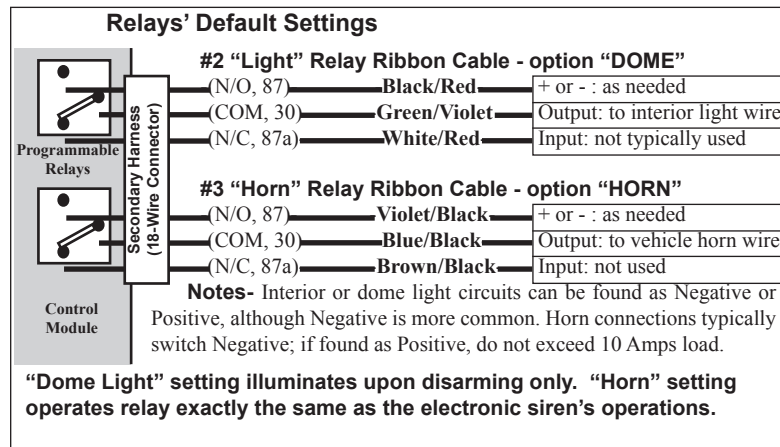 Relays’ Default Settings
#2 “Light” Relay Ribbon Cable - option “DOME”
(N/O, 87) Black/Red + or - : as needed
(COM, 30) Green/Violet Output: to interior light wire
(N/C, 87a) White/Red Input: not typically used
Programmable
Relays
Secondary Harness
(18-Wire Connector)
#3 “Horn” Relay Ribbon Cable - option “HORN”
(N/O, 87) Violet/Black + or - : as needed
(COM, 30) Blue/Black Output: to vehicle horn wire
(N/C, 87a) Brown/Black Input: not used
Control
Module
Notes- Interior or dome light circuits can be found as Negative or
Positive, although Negative is more common. Horn connections typically
switch Negative; if found as Positive, do not exceed 10 Amps load.
“Dome Light” setting illuminates upon disarming only. “Horn” setting
operates relay exactly the same as the electronic siren’s operations.